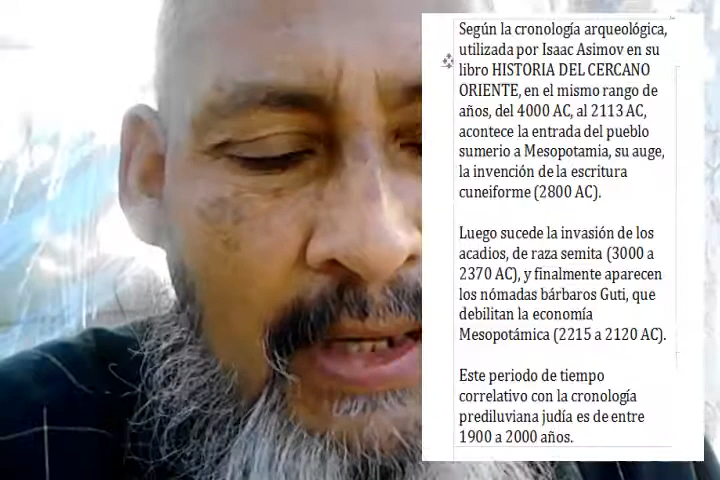 Según la cronología arqueológica,
utilizada por Isaac Asimov en su
libro HISTORIA DEL CERCANO
ORIENTE, en el mismo rango de
años, del 4000 AC, al 2113 AC,
acontece la entrada del pueblo
sumerio a Mesopotamia, su auge,
la invención de la escritura
cuneiforme (2800 AC).
Luego sucede la invasión de los
acadios, de raza semita (3000 a
2370 AC), y finalmente aparecen
los nómadas bárbaros Guti, que
debilitan la economía
Mesopotámica (2215 a 2120 AC).
Este periodo de tiempo
correlativo con la cronología
prediluviana judía es de entre
1900 a 2000 años.